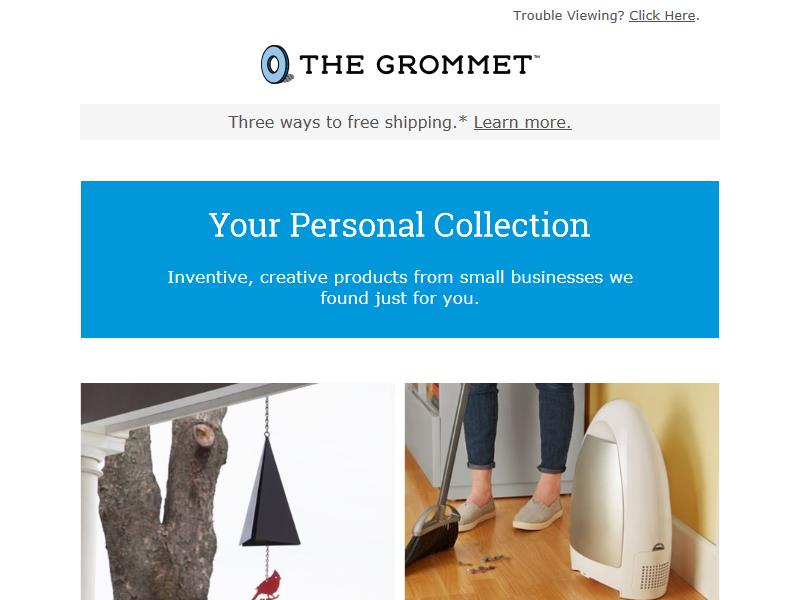 Trouble Viewing? Click Here.
THE GROMMET™
Three ways to free shipping.* Learn more.
Your Personal Collection
Inventive, creative products from small businesses we
found just for you.